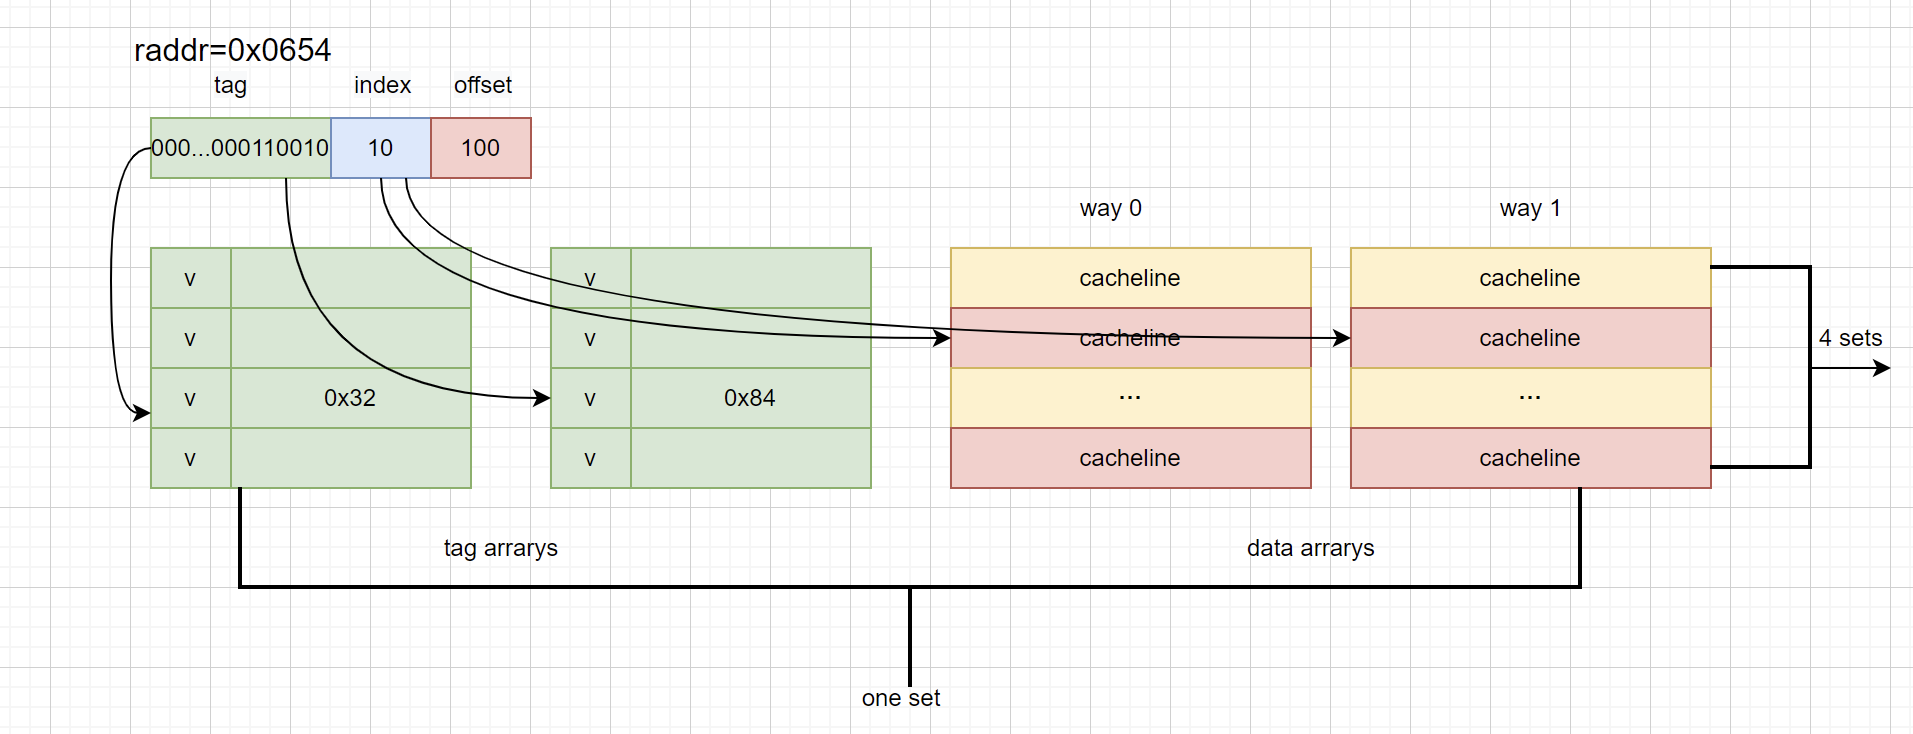 raddr=0x0654
tag index offset
000...000110010 10 100
way 0 way 1
v v cacheline cacheline
v v cacheline cacheline
4 sets
v 0x32 v 0x84 ... ...
v v cacheline cacheline
tag arrarys data arrarys
one set